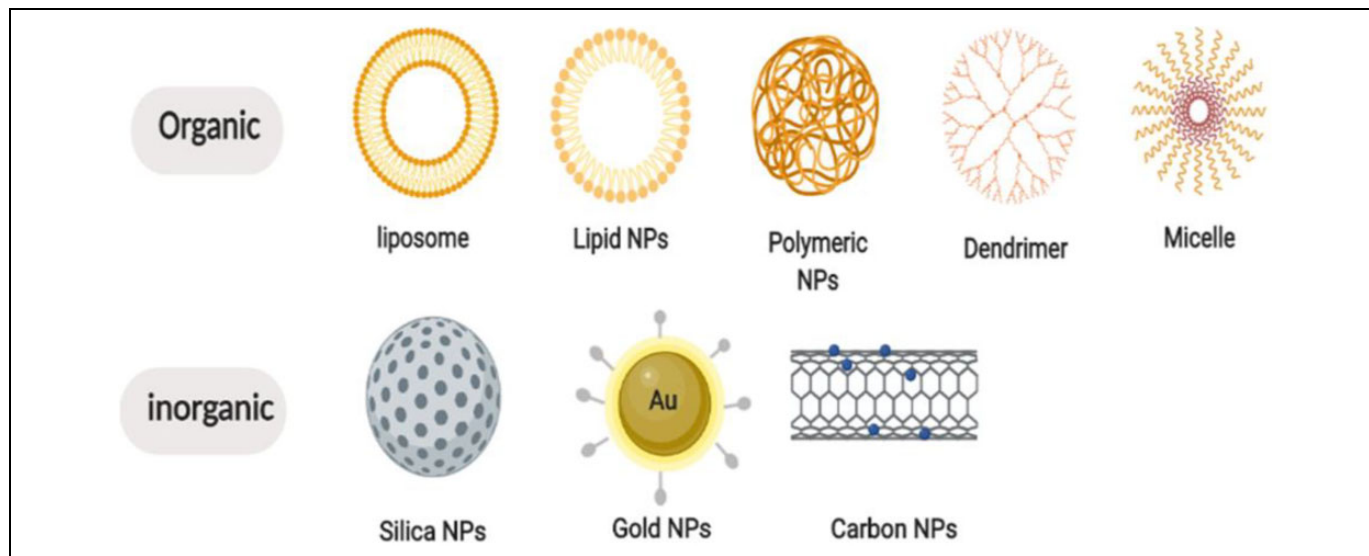 Organic
liposome
Lipid NPs
Polymeric
NPs
Dendrimer
Micelle
inorganic
Au
Silica NPs
Gold NPs
Carbon NPs